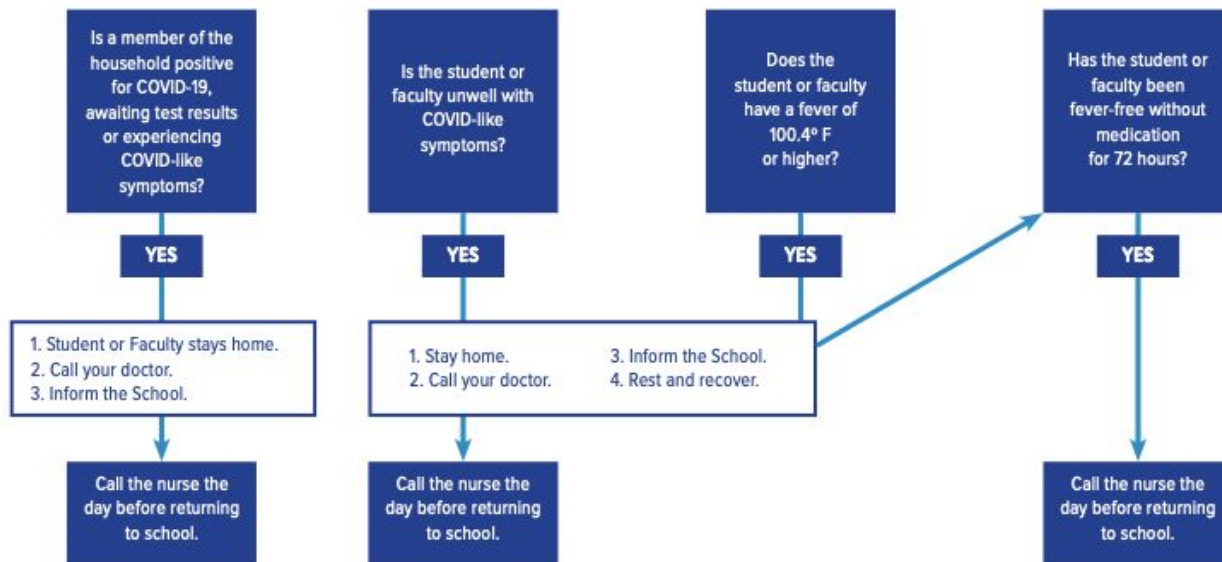 Is a member of the
household positive
for COVID-19,
awaiting test results
or experiencing
COVID-like
symptoms?
YES
1. Student or Faculty stays home.
2. Call your doctor.
3. Inform the School.
Call the nurse the
day before returning
to school.
Is the student or
faculty unwell with
COVID-like
symptoms?
YES
Does the
student or faculty
have a fever of
100.4º F
or higher?
YES
1. Stay home.
2. Call your doctor.
3. Inform the School.
4. Rest and recover.
Call the nurse the
day before returning
to school.
Has the student or
faculty been
fever-free without
medication
for 72 hours?
YES
Call the nurse the
day before returning
to school.